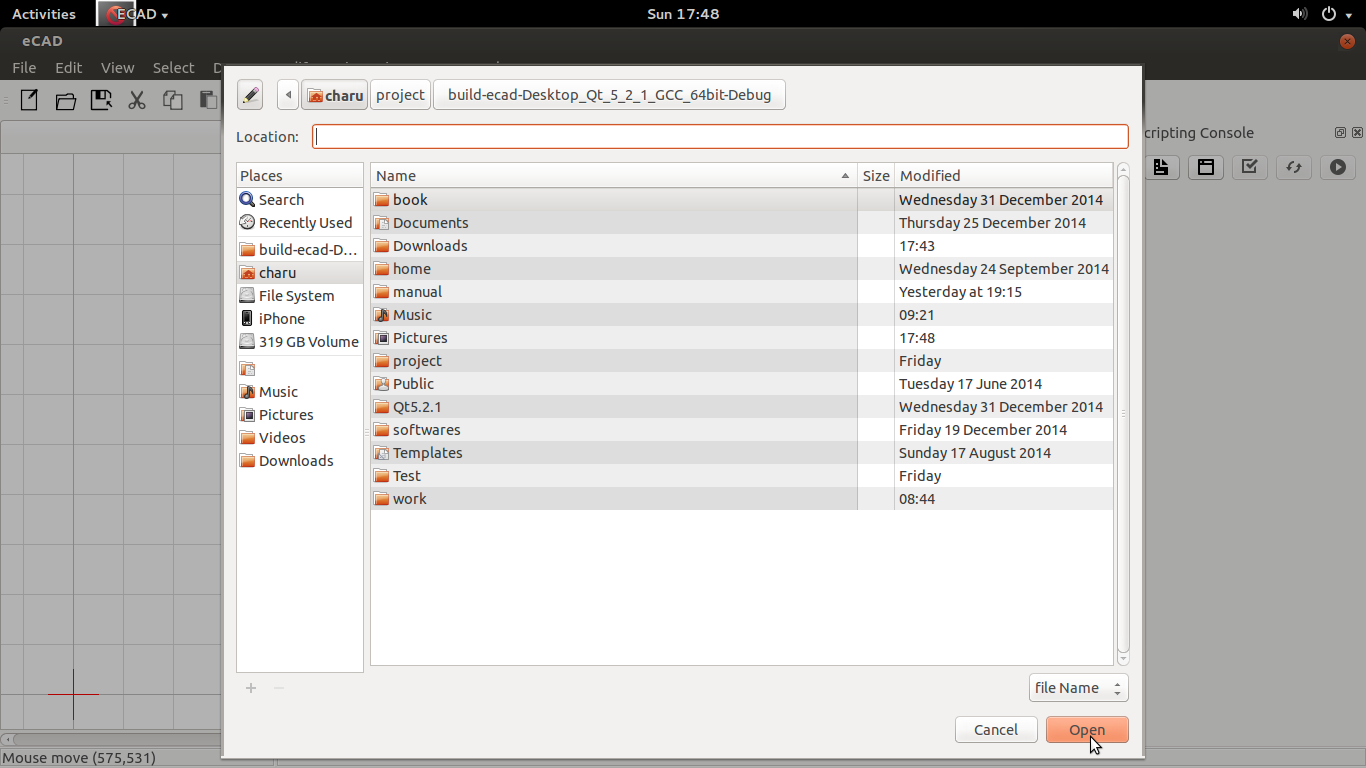 Activities ECAD Sun 17:48
eCAD
File Edit View Select
charu project build-ecad-Desktop_Qt_5_2_1_GCC_64bit-Debug
Location:
cripting Console
Places Name Size Modified
Search book Wednesday 31 December 2014
Recently Used Documents Thursday 25 December 2014
build-ecad-D... Downloads 17:43
charu home Wednesday 24 September 2014
File System manual Yesterday at 19:15
iPhone Music 09:21
319 GB Volume Pictures 17:48
project Friday
Music Public Tuesday 17 June 2014
Pictures Qt5.2.1 Wednesday 31 December 2014
Videos softwares Friday 19 December 2014
Downloads Templates Sunday 17 August 2014
Test Friday
work 08:44
file Name
Cancel Open
Mouse move (575,531)